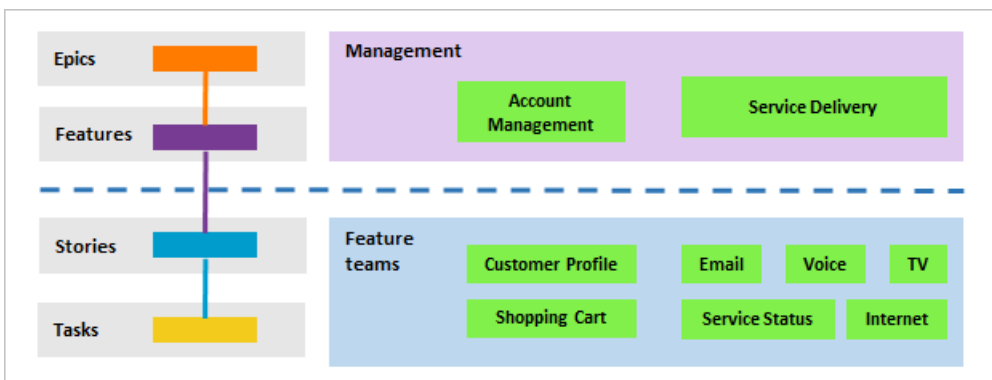 Epics
Features
Stories
Tasks
Management
Account
Management
Service Delivery
Feature
teams
Customer Profile
Email
Voice
TV
Shopping Cart
Service Status
Internet